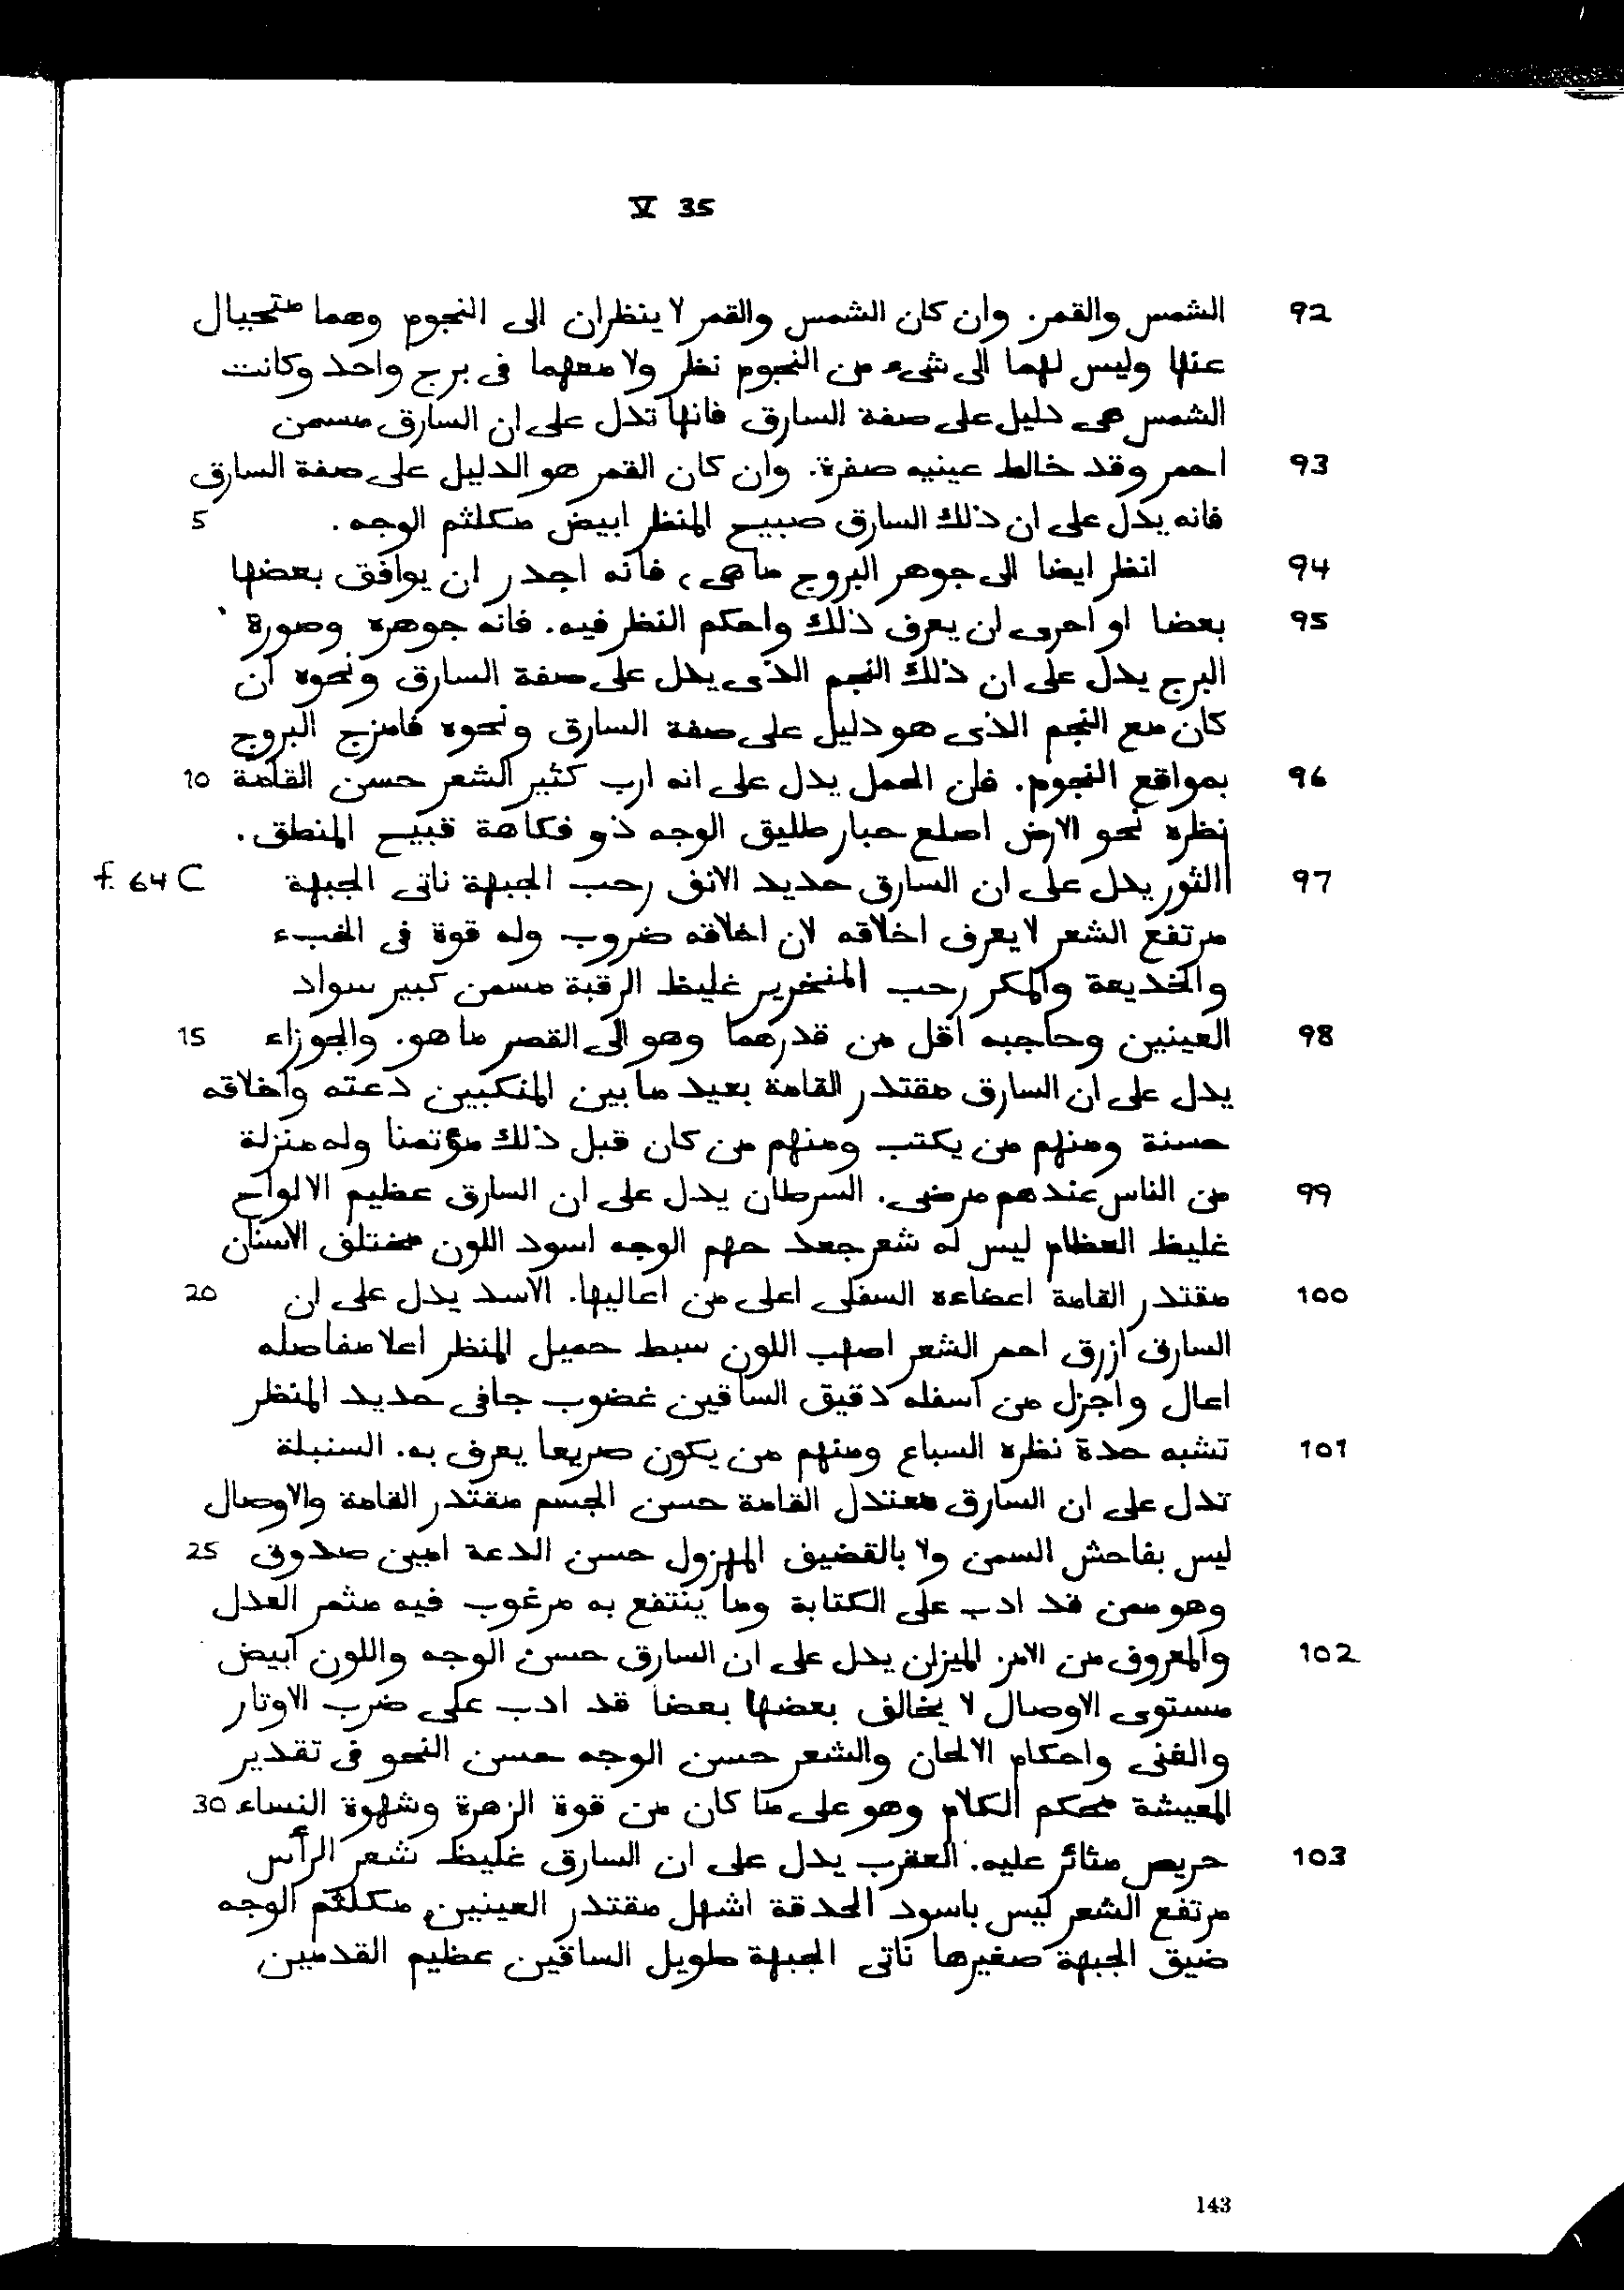 V 35
92 الشمس والقمر. وان كان الشمس والقمر لا ينظران الى النجوم وهما متحيال
عنها وليس لهما الى شىء من النجوم نظر ولا معهما فى برج واحد وكانت
الشمس هى دليل على صفة السارق فانها تدل على ان السارق مسمن
93 احمر وقد خالط عينيه صفرة. وان كان القمر هو الدليل على صفة السارق
فانه يدل على ان ذلك السارق صبيح المنظر ابيض مكلثم الوجه. 5
94 انظر ايضا الى جوهر البروج ما هى، فانه اجدر ان يوافق بعضها
95 بعضا او احرى ان يعرف ذلك واحكم النظر فيه. فانه جوهره وصورة
البرج يدل على ان ذلك النجم الذى يدل على صفة السارق ونحوه ان
كان مع النجم الذى هو دليل على صفة السارق ونحوه فامزج البروج
96 بمواقع النجوم. فان الحمل يدل على انه ارب كثير الشعر حسن القامة 10
نظره نحو الارض اصلع حبار طليق الوجه ذو فكاهة قبيح المنطق.
97 الثور يدل على ان السارق حديد الانف رحب الجبهة ناتى الجبهة f. 64 C
مرتفع الشعر لا يعرف اخلاقه لان اخلاقه ضروب وله قوة فى الخبء
والخديعة والمكر رحب المنخرير غليظ الرقبة مسمن كبير سواد
98 العينين وحاجبه اقل من قدرهما وهو الى القصر ما هو. والجوزاء 15
يدل على ان السارق مقتدر القامة بعيد ما بين المنكبين دعته واخلاقه
حسنة ومنهم من يكتب ومنهم من كان قبل ذلك مؤتمنا وله منزلة
99 من الناس عندهم مرضى. السرطان يدل على ان السارق عظيم الالواح
غليظ العظام ليس له شعر جعد حهم الوجه اسود اللون مختلف الاسنان
100 مقتدر القامة اعضاءه السفلى اعلى من اعاليها. الاسد يدل على ان 20
السارق ازرق احمر الشعر اصهب اللون سبط حميل المنظر اعلا مفاصله
اعال واجزل من اسفله دقيق الساقين غضوب جافى حديد المنظر
101 تشبه حدة نظره السباع ومنهم من يكون صريعا يعرف به. السنبلة
تدل على ان السارق معتدل القامة حسن الجسم مقتدر القامة والاوصال
ليس بفاحش السمن ولا بالقضيف المهزول حسن الدعة امين صدوق 25
وهو ممن قد ادب على الكتابة وما ينتفع به مرغوب فيه مثمر العدل
102 والمعروف من الامر. الميزان يدل على ان السارق حسن الوجه واللون ابيض
مستوى الاوصال لا يخالف بعضها بعضا قد ادب على ضرب الاوتار
والغنى واحكام الالحان والشعر حسن الوجه حسن النحو فى تقدير
المعيشة محكم الكلام وهو على ما كان من قوة الزهرة وشهوة النساء 30
103 حريص مثائر عليه. العقرب يدل على ان السارق غليظ شعر الرأس
مرتفع الشعر ليس باسود الحدقة اشهل مقتدر العينين مكلثم الوجه
ضيق الجبهة صغيرها ناتى الجبهة طويل الساقين عظيم القدمين
143